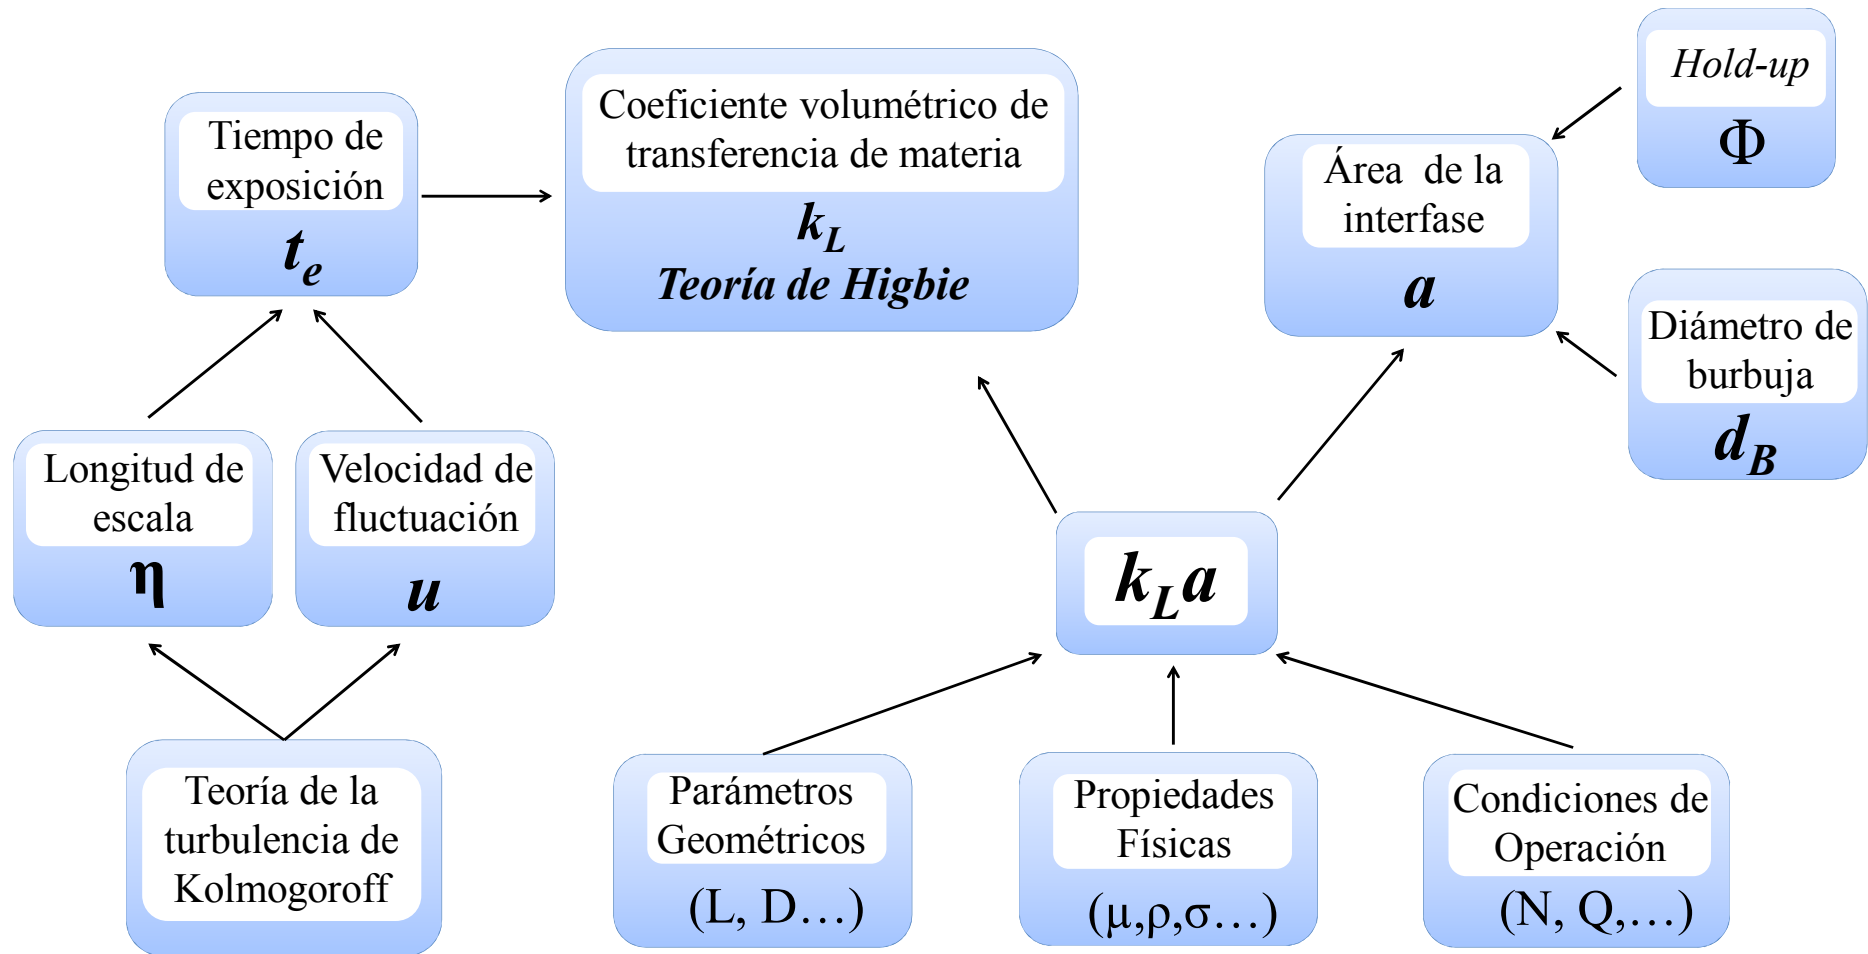 Tiempo de
exposición
t_e
Coeficiente volumétrico de
transferencia de materia
k_L
Teoría de Higbie
Hold-up
Φ
Área de la
interfase
a
Diámetro de
burbuja
d_B
Longitud de
escala
η
Velocidad de
fluctuación
u
k_L a
Teoría de la
turbulencia de
Kolmogoroff
Parámetros
Geométricos
(L, D…)
Propiedades
Físicas
(μ,ρ,σ…)
Condiciones de
Operación
(N, Q,…)